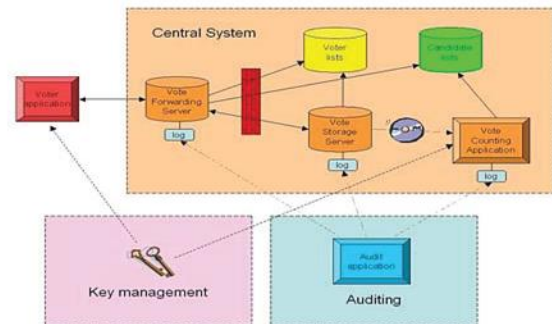 Central System
Voter
lists
Candidate
lists
Voter
application
Vote
Forwarding
Server
log
Vote
Storage
Server
log
Vote
Counting
Application
log
Key management
Audit
application
Auditing